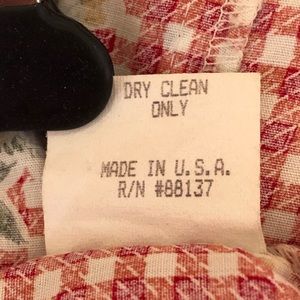 DRY CLEAN
ONLY
MADE IN U.S.A.
R/N #88137